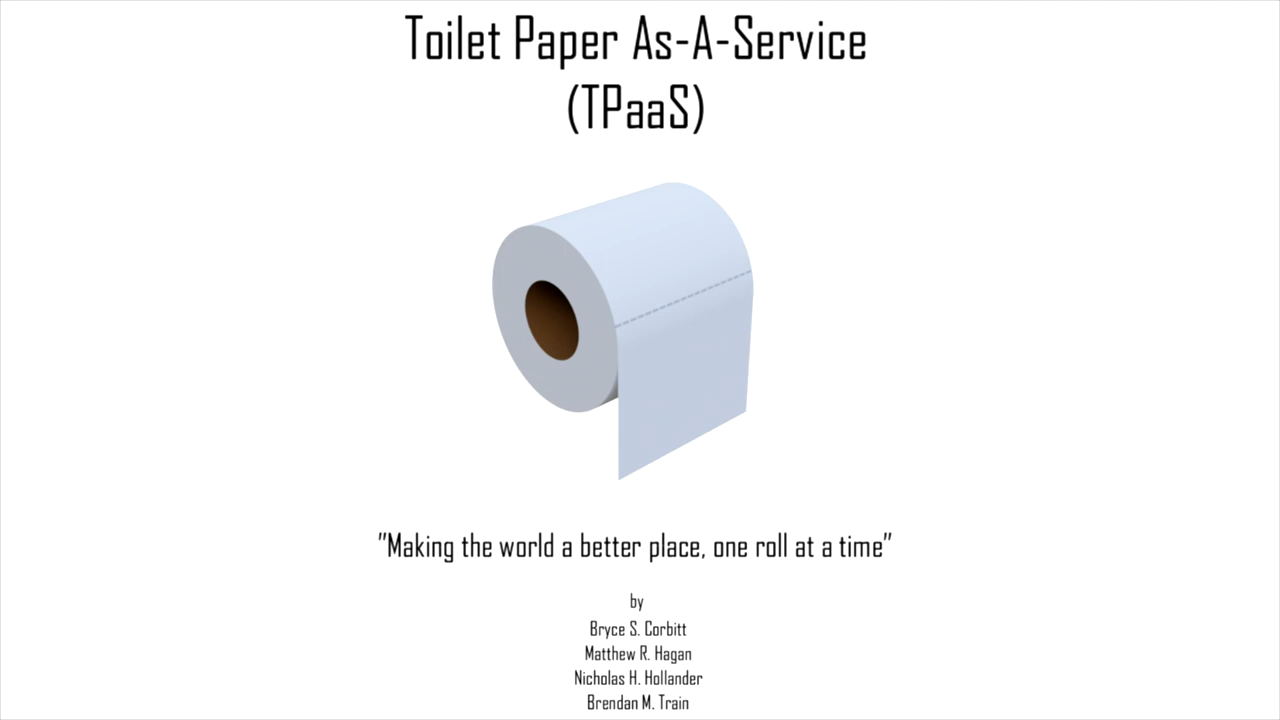 Toilet Paper As-A-Service
(TPaaS)
"Making the world a better place, one roll at a time"
by
Bryce S. Corbitt
Matthew R. Hagan
Nicholas H. Hollander
Brendan M. Train